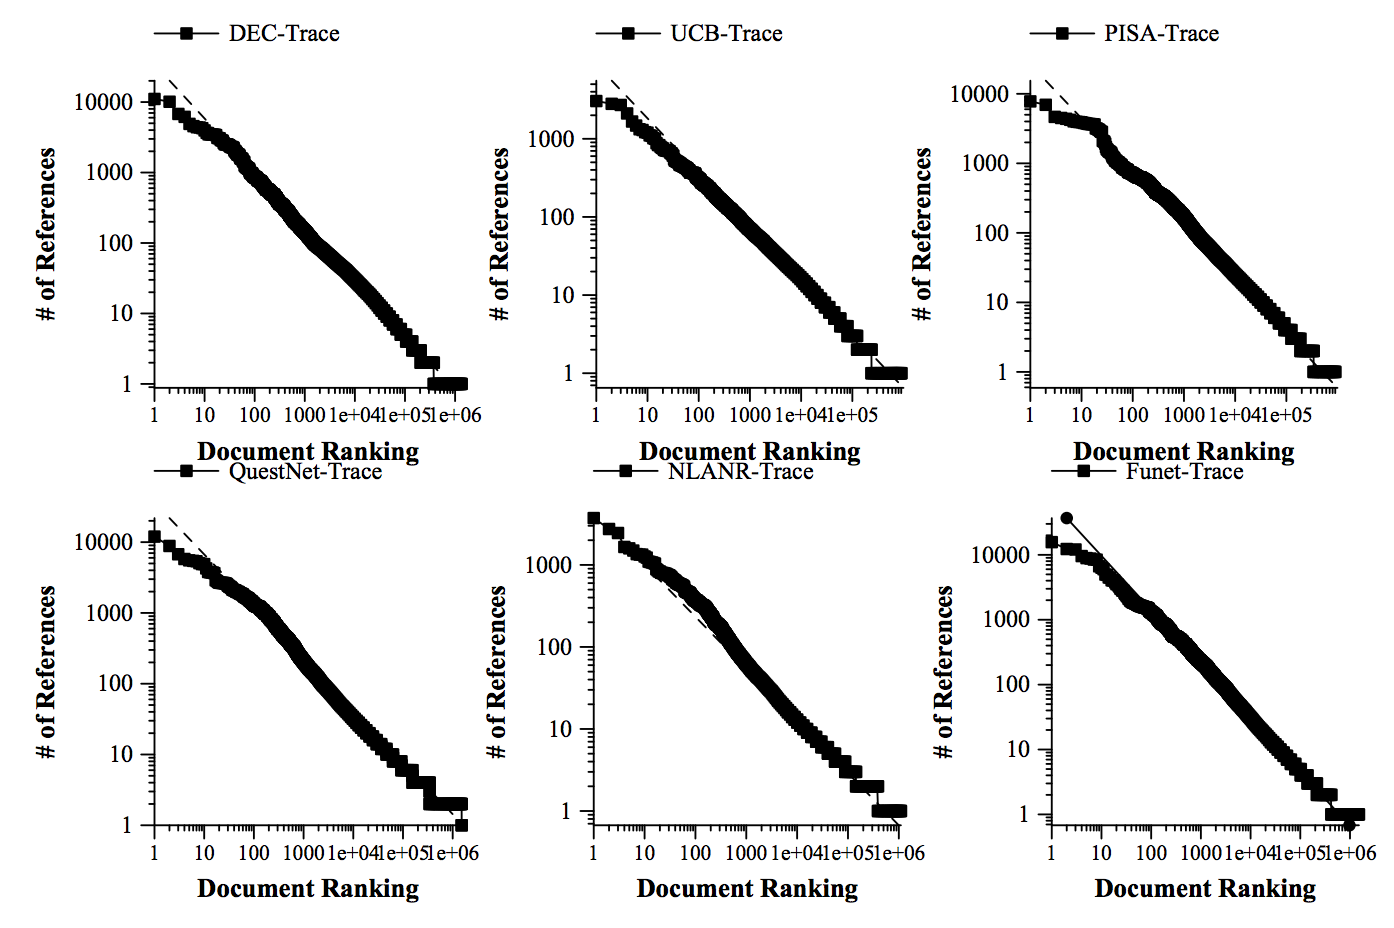 DEC-Trace
UCB-Trace
PISA-Trace
# of References
10000
1000
100
10
1
1 10 100 1000 1e+04 1e+05 1e+06
Document Ranking
# of References
1000
100
10
1
1 10 100 1000 1e+04 1e+05
Document Ranking
# of References
10000
1000
100
10
1
1 10 100 1000 1e+04 1e+05
Document Ranking
QuestNet-Trace
NLANR-Trace
Funet-Trace
# of References
10000
1000
100
10
1
1 10 100 1000 1e+04 1e+05 1e+06
Document Ranking
# of References
1000
100
10
1
1 10 100 1000 1e+04 1e+05 1e+06
Document Ranking
# of References
10000
1000
100
10
1
1 10 100 1000 1e+04 1e+05 1e+06
Document Ranking